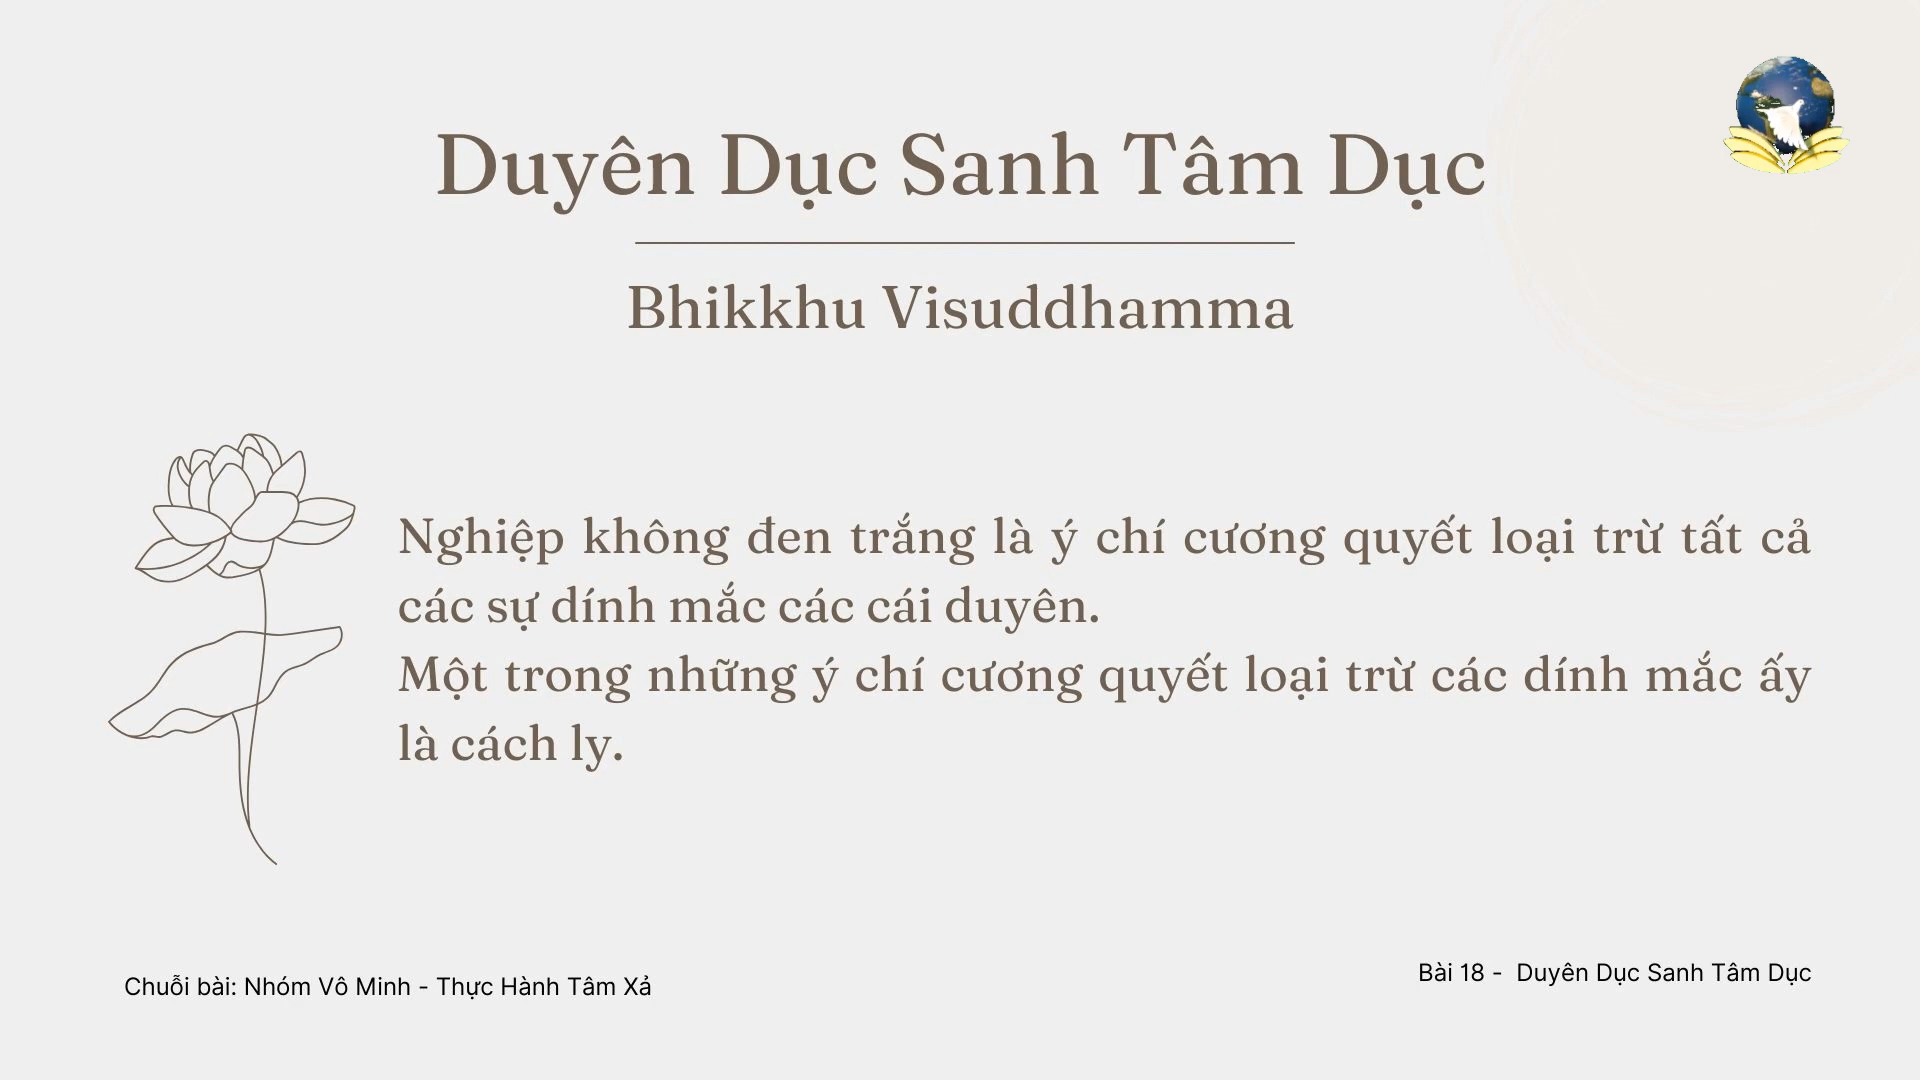 Duyên Dục Sanh Tâm Dục
Bhikkhu Visuddhamma
Nghiệp không đen trắng là ý chí cương quyết loại trừ tất cả
các sự dính mắc các cái duyên.
Một trong những ý chí cương quyết loại trừ các dính mắc ấy
là cách ly.
Chuỗi bài: Nhóm Vô Minh - Thực Hành Tâm Xả
Bài 18 - Duyên Dục Sanh Tâm Dục